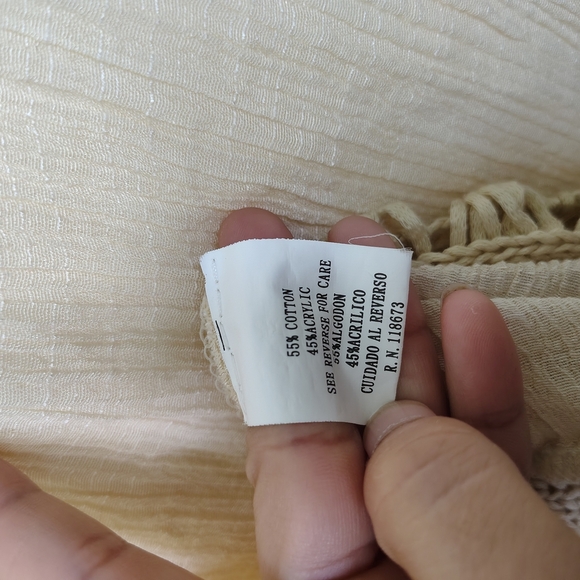 55% COTTON
45%ACRYLIC
SEE REVERSE FOR CARE
55%ALGODON
45%ACRILICO
CUIDADO AL REVERSO
R.N.118673